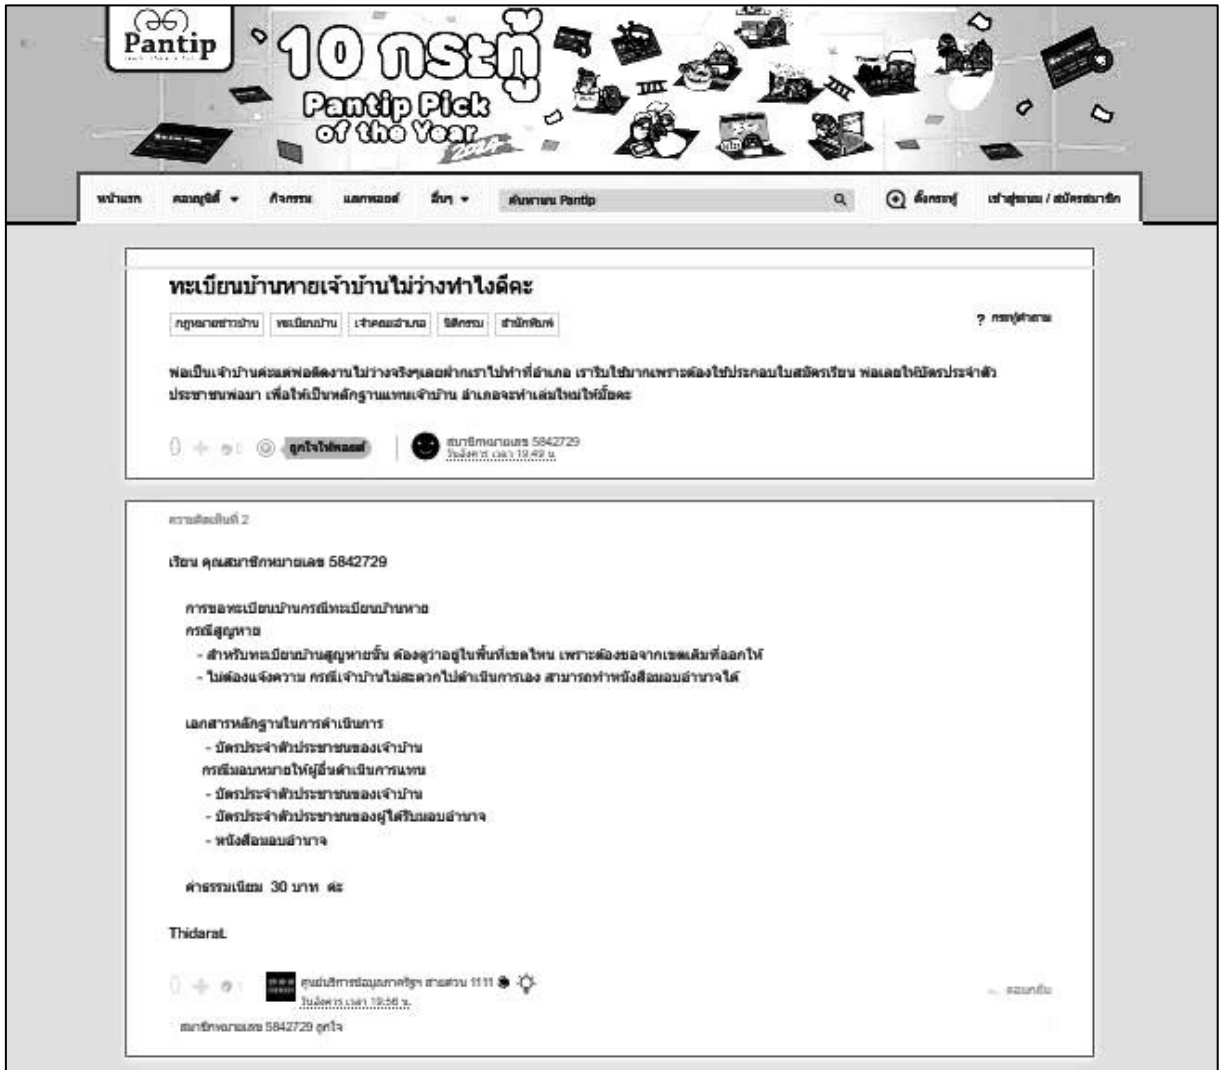 Pantip
10 กระทู้
Pantip Pick
of the Year
2024
หน้าแรก คอมมูนิตี้ กิจกรรม แลกพอยต์ อื่นๆ ค้นหาบน Pantip ตั้งกระทู้ เข้าสู่ระบบ / สมัครสมาชิก
ทะเบียนบ้านหายเจ้าบ้านไม่ว่างทำไงดีคะ
กฎหมายชาวบ้าน ทะเบียนบ้าน เจ้าคณะอำเภอ นิติกรรม สำนักพิมพ์
? กระทู้คำถาม
พ่อเป็นเจ้าบ้านค่ะแต่พ่อติดงานไม่ว่างจริงๆเลยฝากเราไปทำที่อำเภอ เรารีบใช้มากเพราะต้องใช้ประกอบใบสมัครเรียน พ่อเลยให้บัตรประจำตัว
ประชาชนพ่อมา เพื่อให้เป็นหลักฐานแทนเจ้าบ้าน อำเภอจะทำเล่มใหม่ให้มั้ยคะ
0
ถูกใจให้พอยต์
สมาชิกหมายเลข 5842729
วันอังคาร เวลา 19:49 น.
ความคิดเห็นที่ 2
เรียน คุณสมาชิกหมายเลข 5842729
การขอทะเบียนบ้านกรณีทะเบียนบ้านหาย
กรณีสูญหาย
- สำหรับทะเบียนบ้านสูญหายนั้น ต้องดูว่าอยู่ในพื้นที่เขตไหน เพราะต้องขอจากเขตเดิมที่ออกให้
- ไม่ต้องแจ้งความ กรณีเจ้าบ้านไม่สะดวกไปดำเนินการเอง สามารถทำหนังสือมอบอำนาจได้
เอกสารหลักฐานในการดำเนินการ
- บัตรประจำตัวประชาชนของเจ้าบ้าน
กรณีมอบหมายให้ผู้อื่นดำเนินการแทน
- บัตรประจำตัวประชาชนของเจ้าบ้าน
- บัตรประจำตัวประชาชนของผู้ได้รับมอบอำนาจ
- หนังสือมอบอำนาจ
ค่าธรรมเนียม 30 บาท ค่ะ
Thidarat.
0
ศูนย์บริการข้อมูลภาครัฐฯ สายด่วน 1111
วันอังคาร เวลา 19:56 น.
ตอบกลับ
สมาชิกหมายเลข 5842729 ถูกใจ